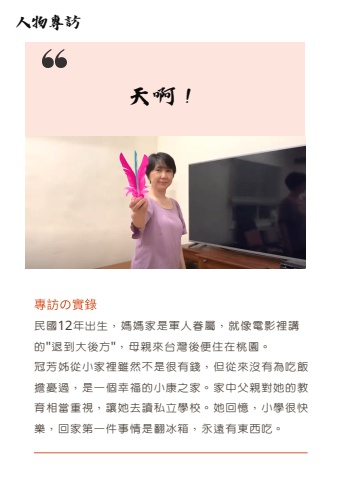 人物專訪
❝
天啊！
專訪の實錄
民國12年出生，媽媽家是軍人眷屬，就像電影裡講
的"退到大後方"，母親來台灣後便住在桃園。
冠芳姊從小家裡雖然不是很有錢，但從來沒有為吃飯
擔憂過，是一個幸福的小康之家。家中父親對她的教
育相當重視，讓她去讀私立學校。她回憶，小學很快
樂，回家第一件事情是翻冰箱，永遠有東西吃。